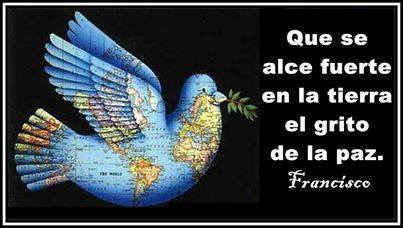 Que se
alce fuerte
en la tierra
el grito
de la paz.
Francisco
THE WORLD